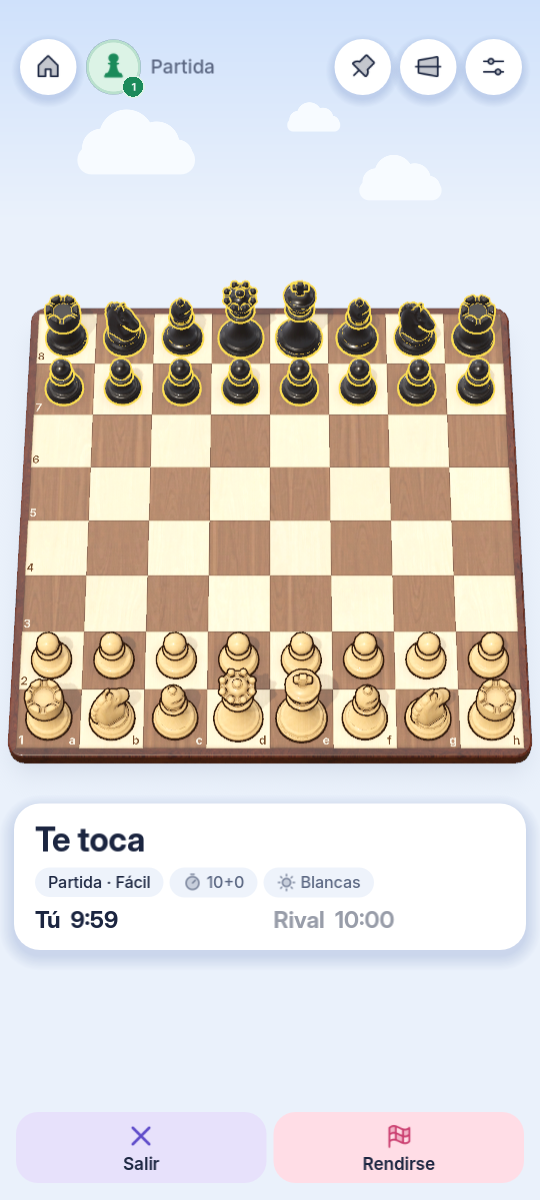 Partida
1
8
7
6
5
4
3
2
1 a b c d e f g h
Te toca
Partida · Fácil 10+0 Blancas
Tú 9:59 Rival 10:00
Salir Rendirse